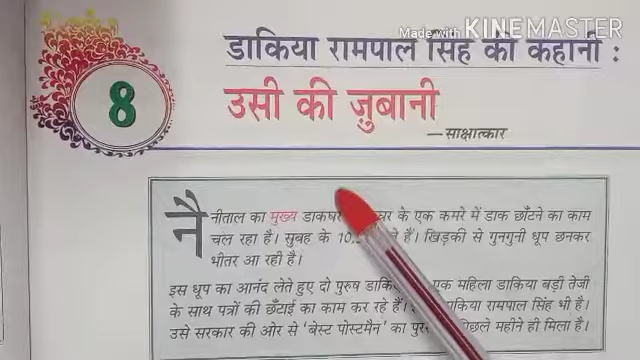 Made with KINEMASTER
डाकिया रामपाल सिंह की कहानी :
8
उसी की ज़ुबानी
—साक्षात्कार
नैनीताल का मुख्य डाकघर के एक कमरे में डाक छाँटने का काम
चल रहा है। सुबह के हैं। खिड़की से गुनगुनी धूप छनकर
भीतर आ रही है।
इस धूप का आनंद लेते हुए दो पुरुष एक महिला डाकिया बड़ी तेजी
के साथ पत्रों की छँटाई का काम कर रहे हैं। रामपाल सिंह भी है।
उसे सरकार की ओर से 'बेस्ट पोस्टमैन' का पिछले महीने ही मिला है।